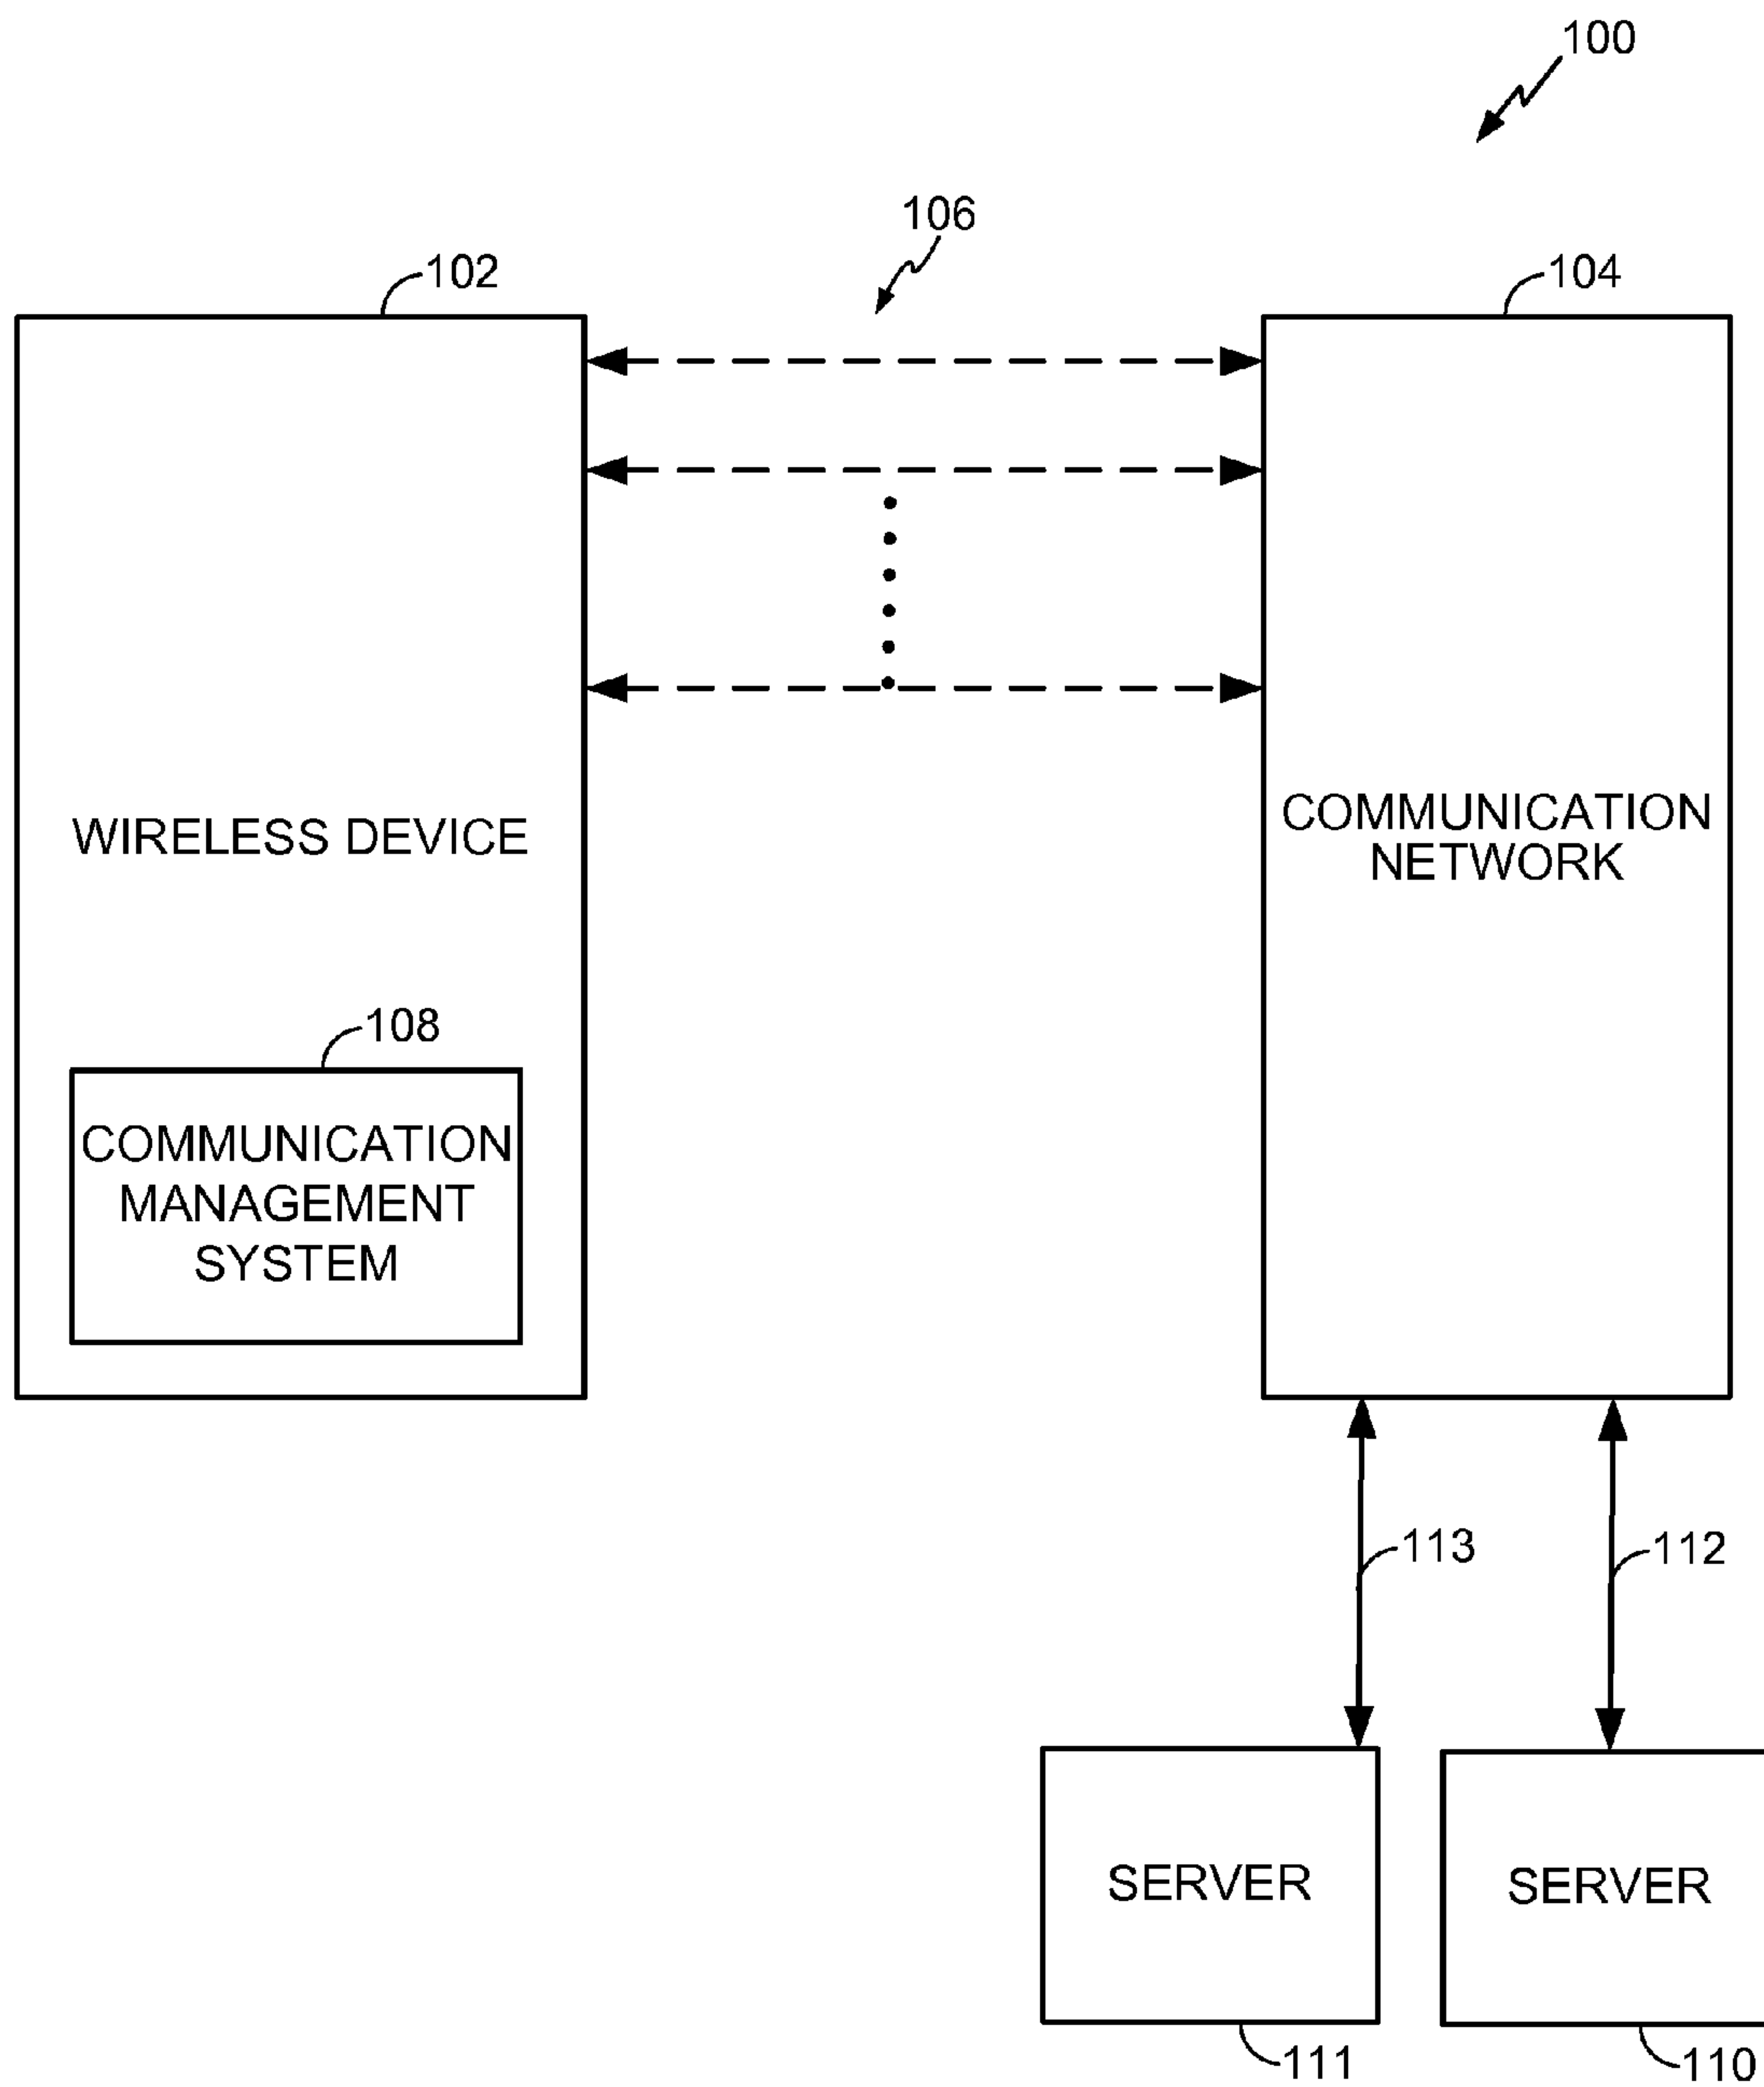 100
106
102
104
WIRELESS DEVICE
COMMUNICATION
NETWORK
108
COMMUNICATION
MANAGEMENT
SYSTEM
113
112
SERVER
SERVER
111
110